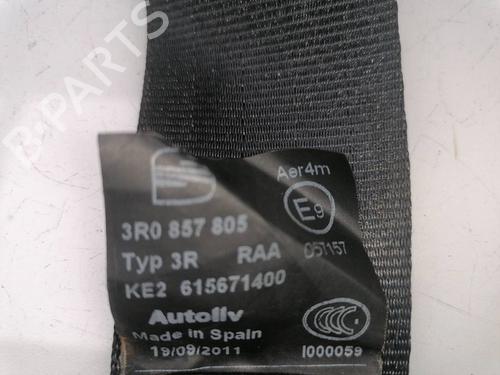 B-PARTS
Aer4m
E9
3R0 857 805
Typ 3R RAA 057157
KE2 615671400
Autoliv
Made in Spain
19/09/2011 I000059